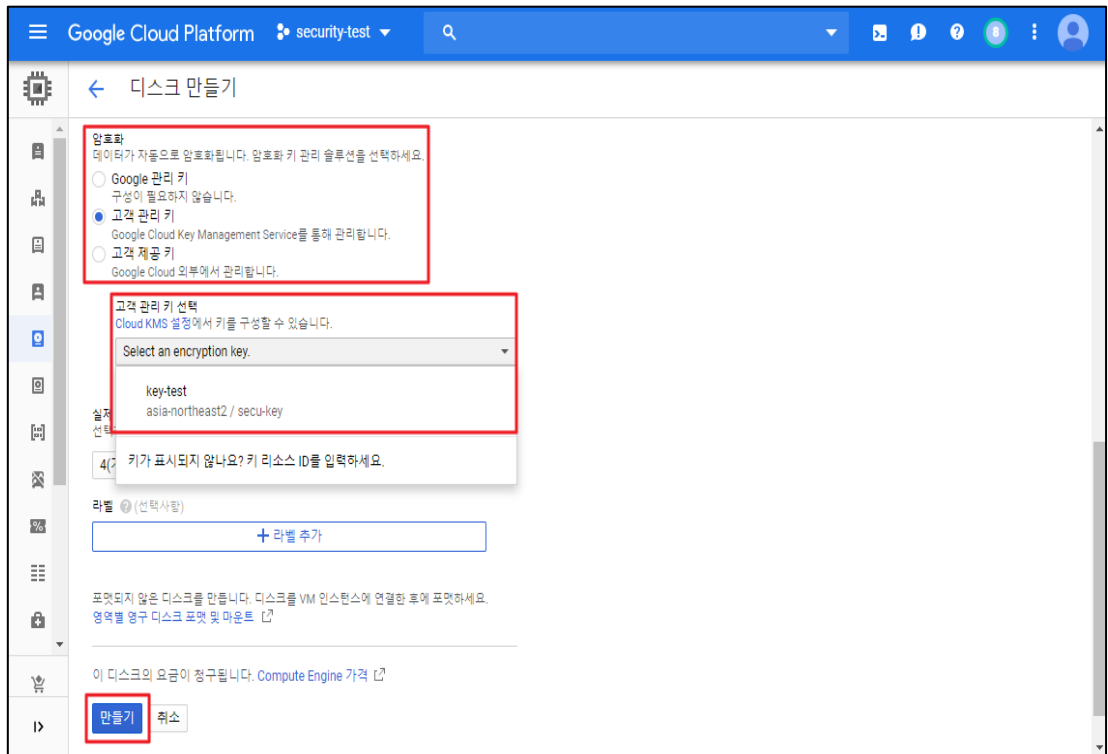 Google Cloud Platform security-test
8
디스크 만들기
암호화
데이터가 자동으로 암호화됩니다. 암호화 키 관리 솔루션을 선택하세요.
Google 관리 키
구성이 필요하지 않습니다.
고객 관리 키
Google Cloud Key Management Service를 통해 관리합니다.
고객 제공 키
Google Cloud 외부에서 관리합니다.
고객 관리 키 선택
Cloud KMS 설정에서 키를 구성할 수 있습니다.
Select an encryption key.
key-test
asia-northeast2 / secu-key
실제
선택
4(기
키가 표시되지 않나요? 키 리소스 ID를 입력하세요.
라벨 (선택사항)
+ 라벨 추가
포맷되지 않은 디스크를 만듭니다. 디스크를 VM 인스턴스에 연결한 후에 포맷하세요.
영역별 영구 디스크 포맷 및 마운트
이 디스크의 요금이 청구됩니다. Compute Engine 가격
만들기 취소